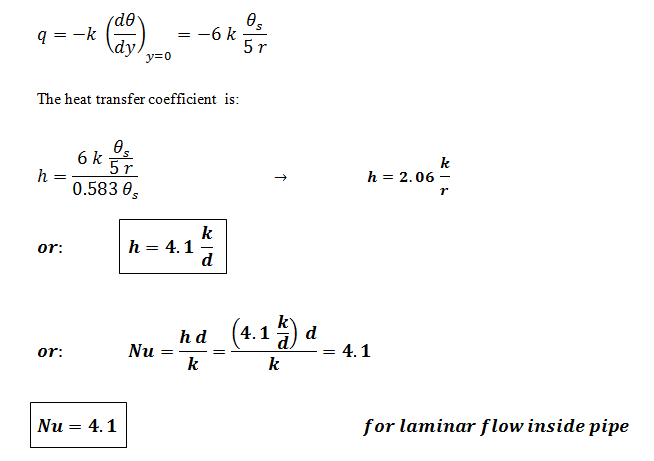 q = −k (dθ/dy)_{y=0} = −6 k θ_s/5 r
The heat transfer coefficient is:
h = (6 k θ_s/5 r)/(0.583 θ_s) → h = 2.06 k/r
or: h = 4.1 k/d
or: Nu = h d/k = ((4.1 k/d) d)/k = 4.1
Nu = 4.1 for laminar flow inside pipe